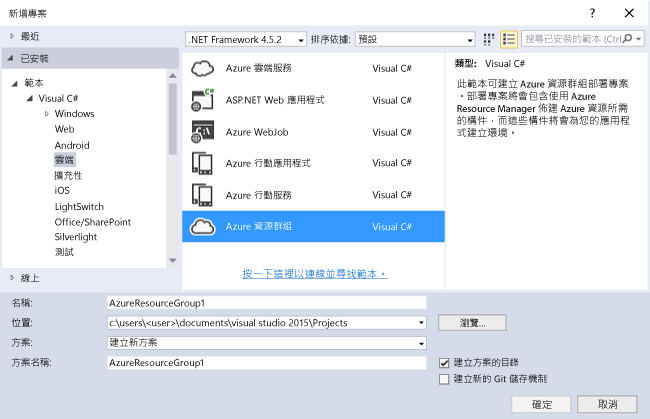 新增專案
最近
已安裝
範本
Visual C#
Windows
Web
Android
雲端
擴充性
iOS
LightSwitch
Office/SharePoint
Silverlight
測試
線上
.NET Framework 4.5.2
排序依據:
預設
搜尋已安裝的範本 (Ctrl
Azure 雲端服務 Visual C#
ASP.NET Web 應用程式 Visual C#
Azure WebJob Visual C#
Azure 行動應用程式 Visual C#
Azure 行動服務 Visual C#
Azure 資源群組 Visual C#
按一下這裡以連線並尋找範本。
類型: Visual C#
此範本可建立 Azure 資源群組部署專案
。部署專案將會包含使用 Azure
Resource Manager 佈建 Azure 資源所需
的構件，而這些構件將會為您的應用程
式建立環境。
名稱: AzureResourceGroup1
位置: c:\users\<user>\documents\visual studio 2015\Projects
瀏覽...
方案: 建立新方案
方案名稱: AzureResourceGroup1
建立方案的目錄
建立新的 Git 儲存機制
確定
取消